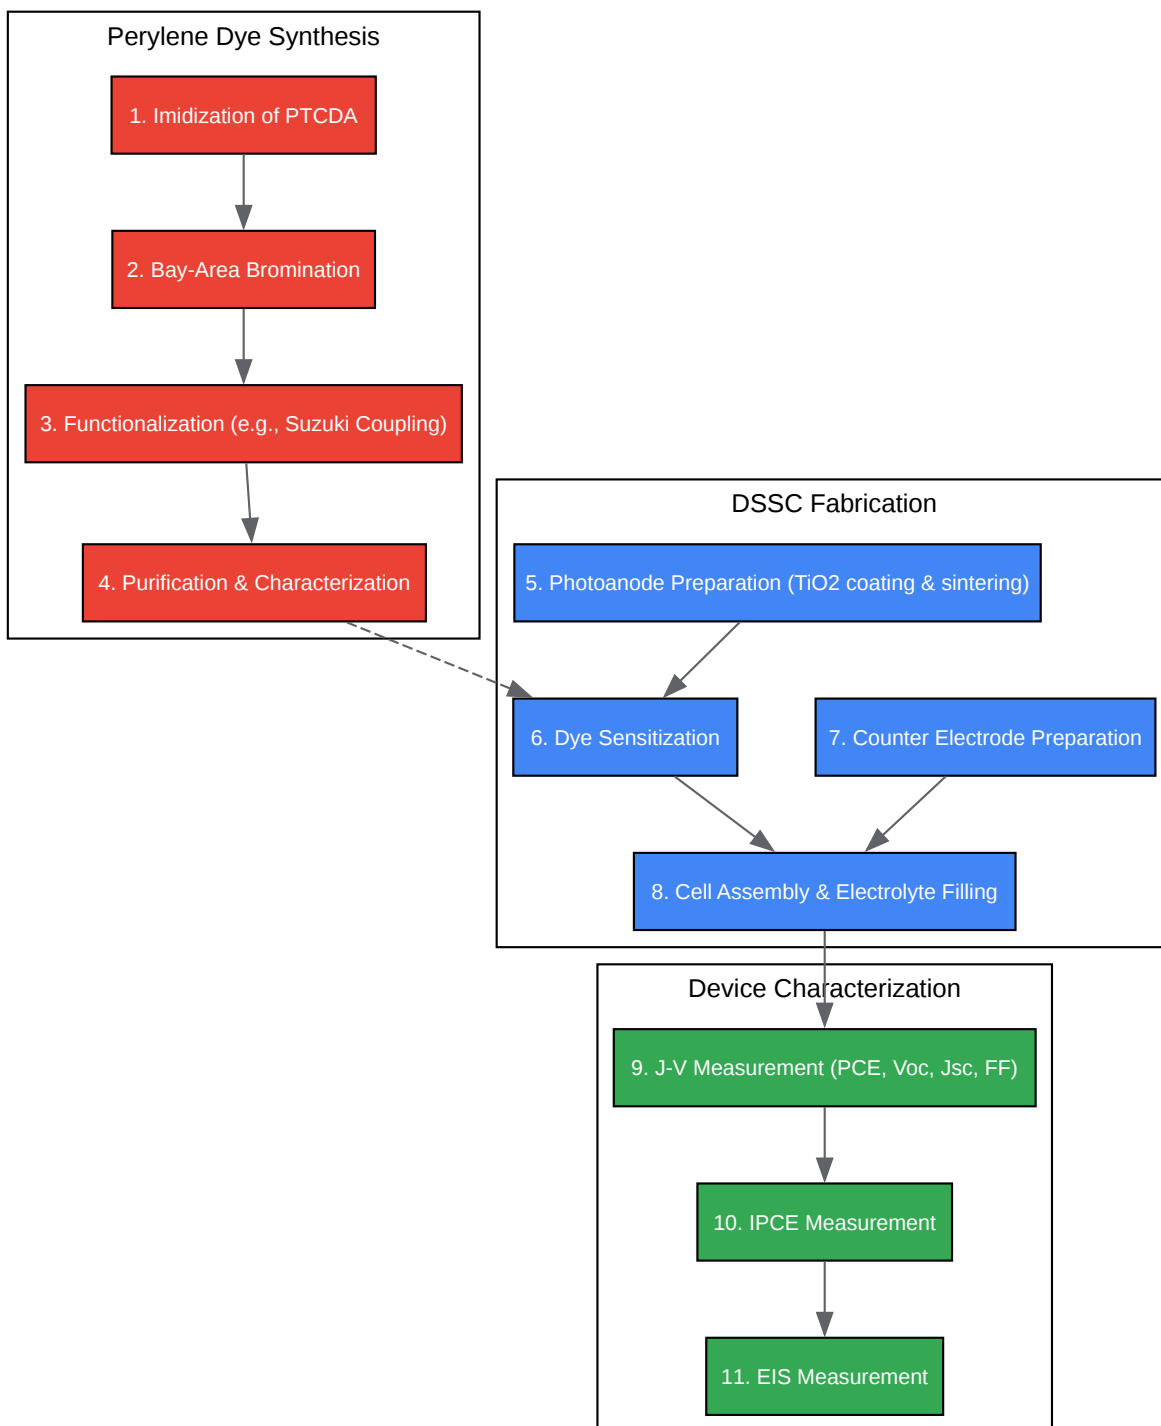 Perylene Dye Synthesis
1. Imidization of PTCDA
2. Bay-Area Bromination
3. Functionalization (e.g., Suzuki Coupling)
4. Purification & Characterization
DSSC Fabrication
5. Photoanode Preparation (TiO2 coating & sintering)
6. Dye Sensitization
7. Counter Electrode Preparation
8. Cell Assembly & Electrolyte Filling
Device Characterization
9. J-V Measurement (PCE, Voc, Jsc, FF)
10. IPCE Measurement
11. EIS Measurement